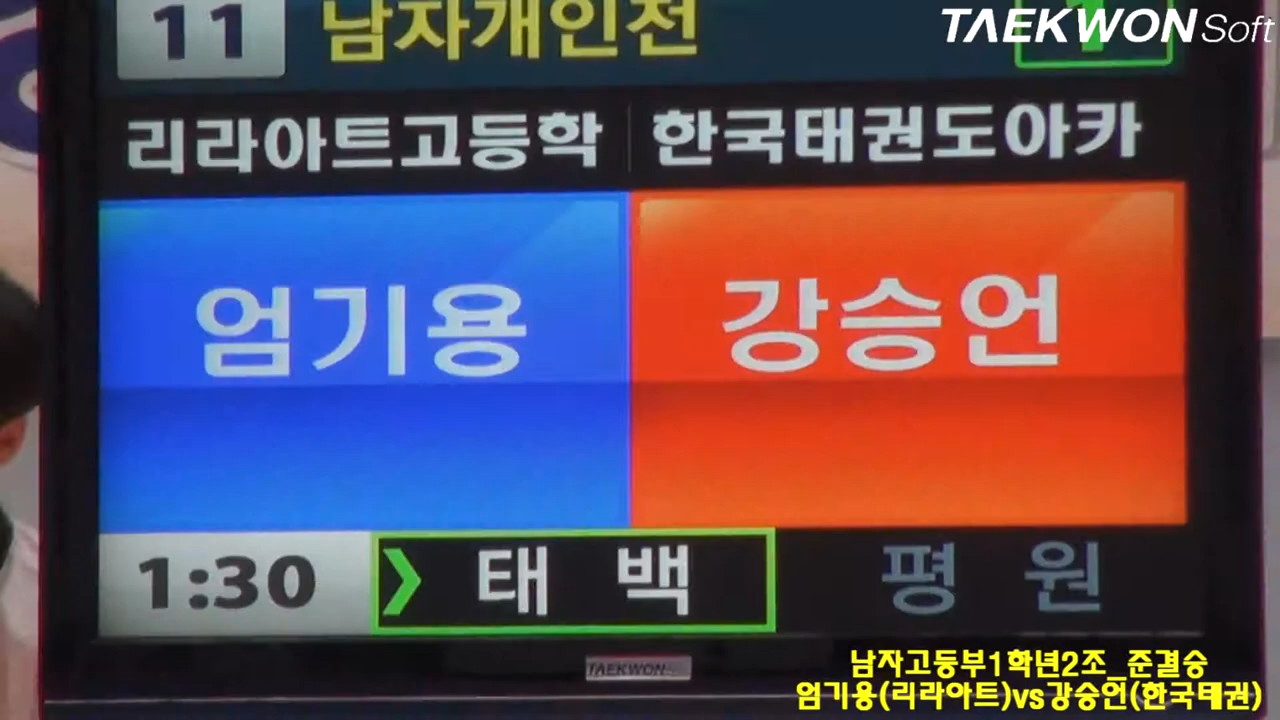 11 남자개인전 1
TAEKWONSoft
리라아트고등학 한국태권도아카
엄기용 강승언
1:30 태백 평원
TAEKWON
남자고등부1학년2조_준결승
엄기용(리라아트)vs강승언(한국태권)